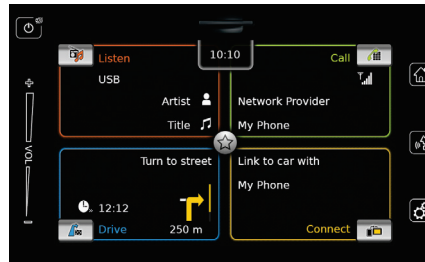 10:10
Listen
USB
Artist
Title
Call
Network Provider
My Phone
VOL
Turn to street
12:12
250 m
Drive
Link to car with
My Phone
Connect